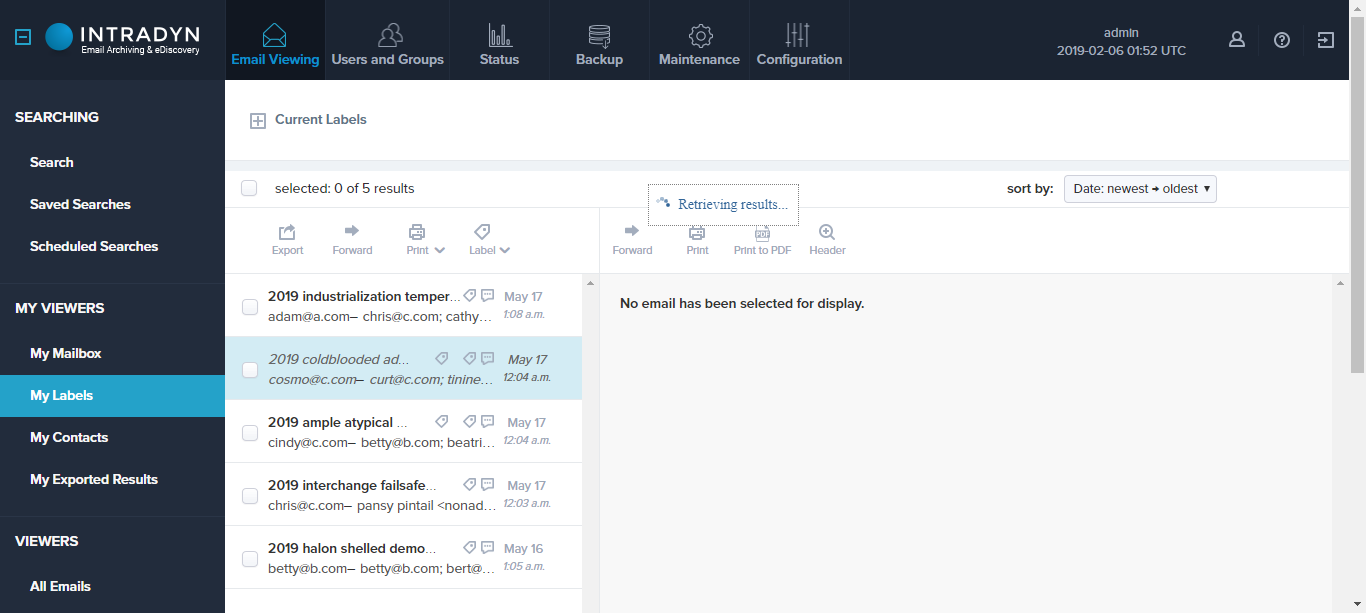 INTRADYN
Email Archiving & eDiscovery
Email Viewing
Users and Groups
Status
Backup
Maintenance
Configuration
admin
2019-02-06 01:52 UTC
SEARCHING
Search
Saved Searches
Scheduled Searches
MY VIEWERS
My Mailbox
My Labels
My Contacts
My Exported Results
VIEWERS
All Emails
Current Labels
selected: 0 of 5 results
Retrieving results...
sort by:
Date: newest → oldest
Export
Forward
Print
Label
Forward
Print
Print to PDF
Header
2019 industrialization temper... May 17
adam@a.com– chris@c.com; cathy... 1:08 a.m.
2019 coldblooded ad... May 17
cosmo@c.com– curt@c.com; tinine... 12:04 a.m.
2019 ample atypical ... May 17
cindy@c.com– betty@b.com; beatri... 12:04 a.m.
2019 interchange failsafe... May 17
chris@c.com– pansy pintail <nonad... 12:03 a.m.
2019 halon shelled demo... May 16
betty@b.com– betty@b.com; bert@... 1:05 a.m.
No email has been selected for display.